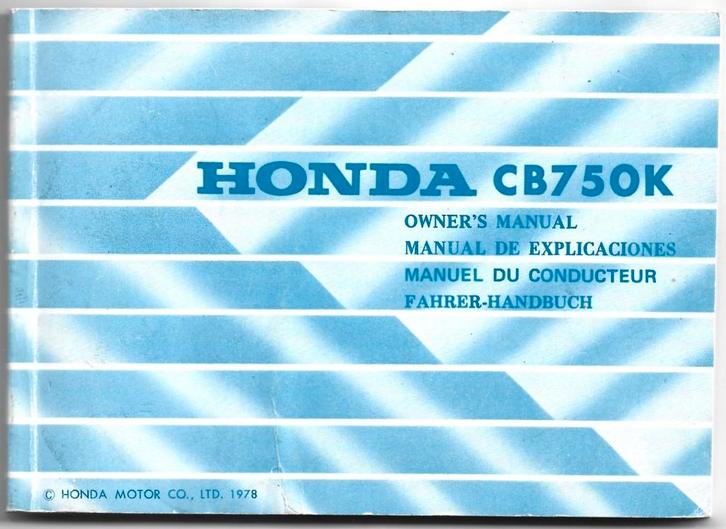 HONDA CB750K
OWNER'S MANUAL
MANUAL DE EXPLICACIONES
MANUEL DU CONDUCTEUR
FAHRER-HANDBUCH
© HONDA MOTOR CO., LTD. 1978